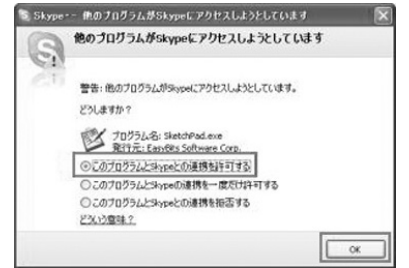 Skype™ - 他のプログラムがSkypeにアクセスしようとしています
他のプログラムがSkypeにアクセスしようとしています
警告: 他のプログラムがSkypeにアクセスしようとしています。
どうしますか?
プログラム名: SketchPad.exe
発行元: EasyBits Software Corp.
このプログラムとSkypeとの連携を許可する
このプログラムとSkypeの連携を一度だけ許可する
このプログラムとSkypeとの連携を拒否する
どういう意味?
OK